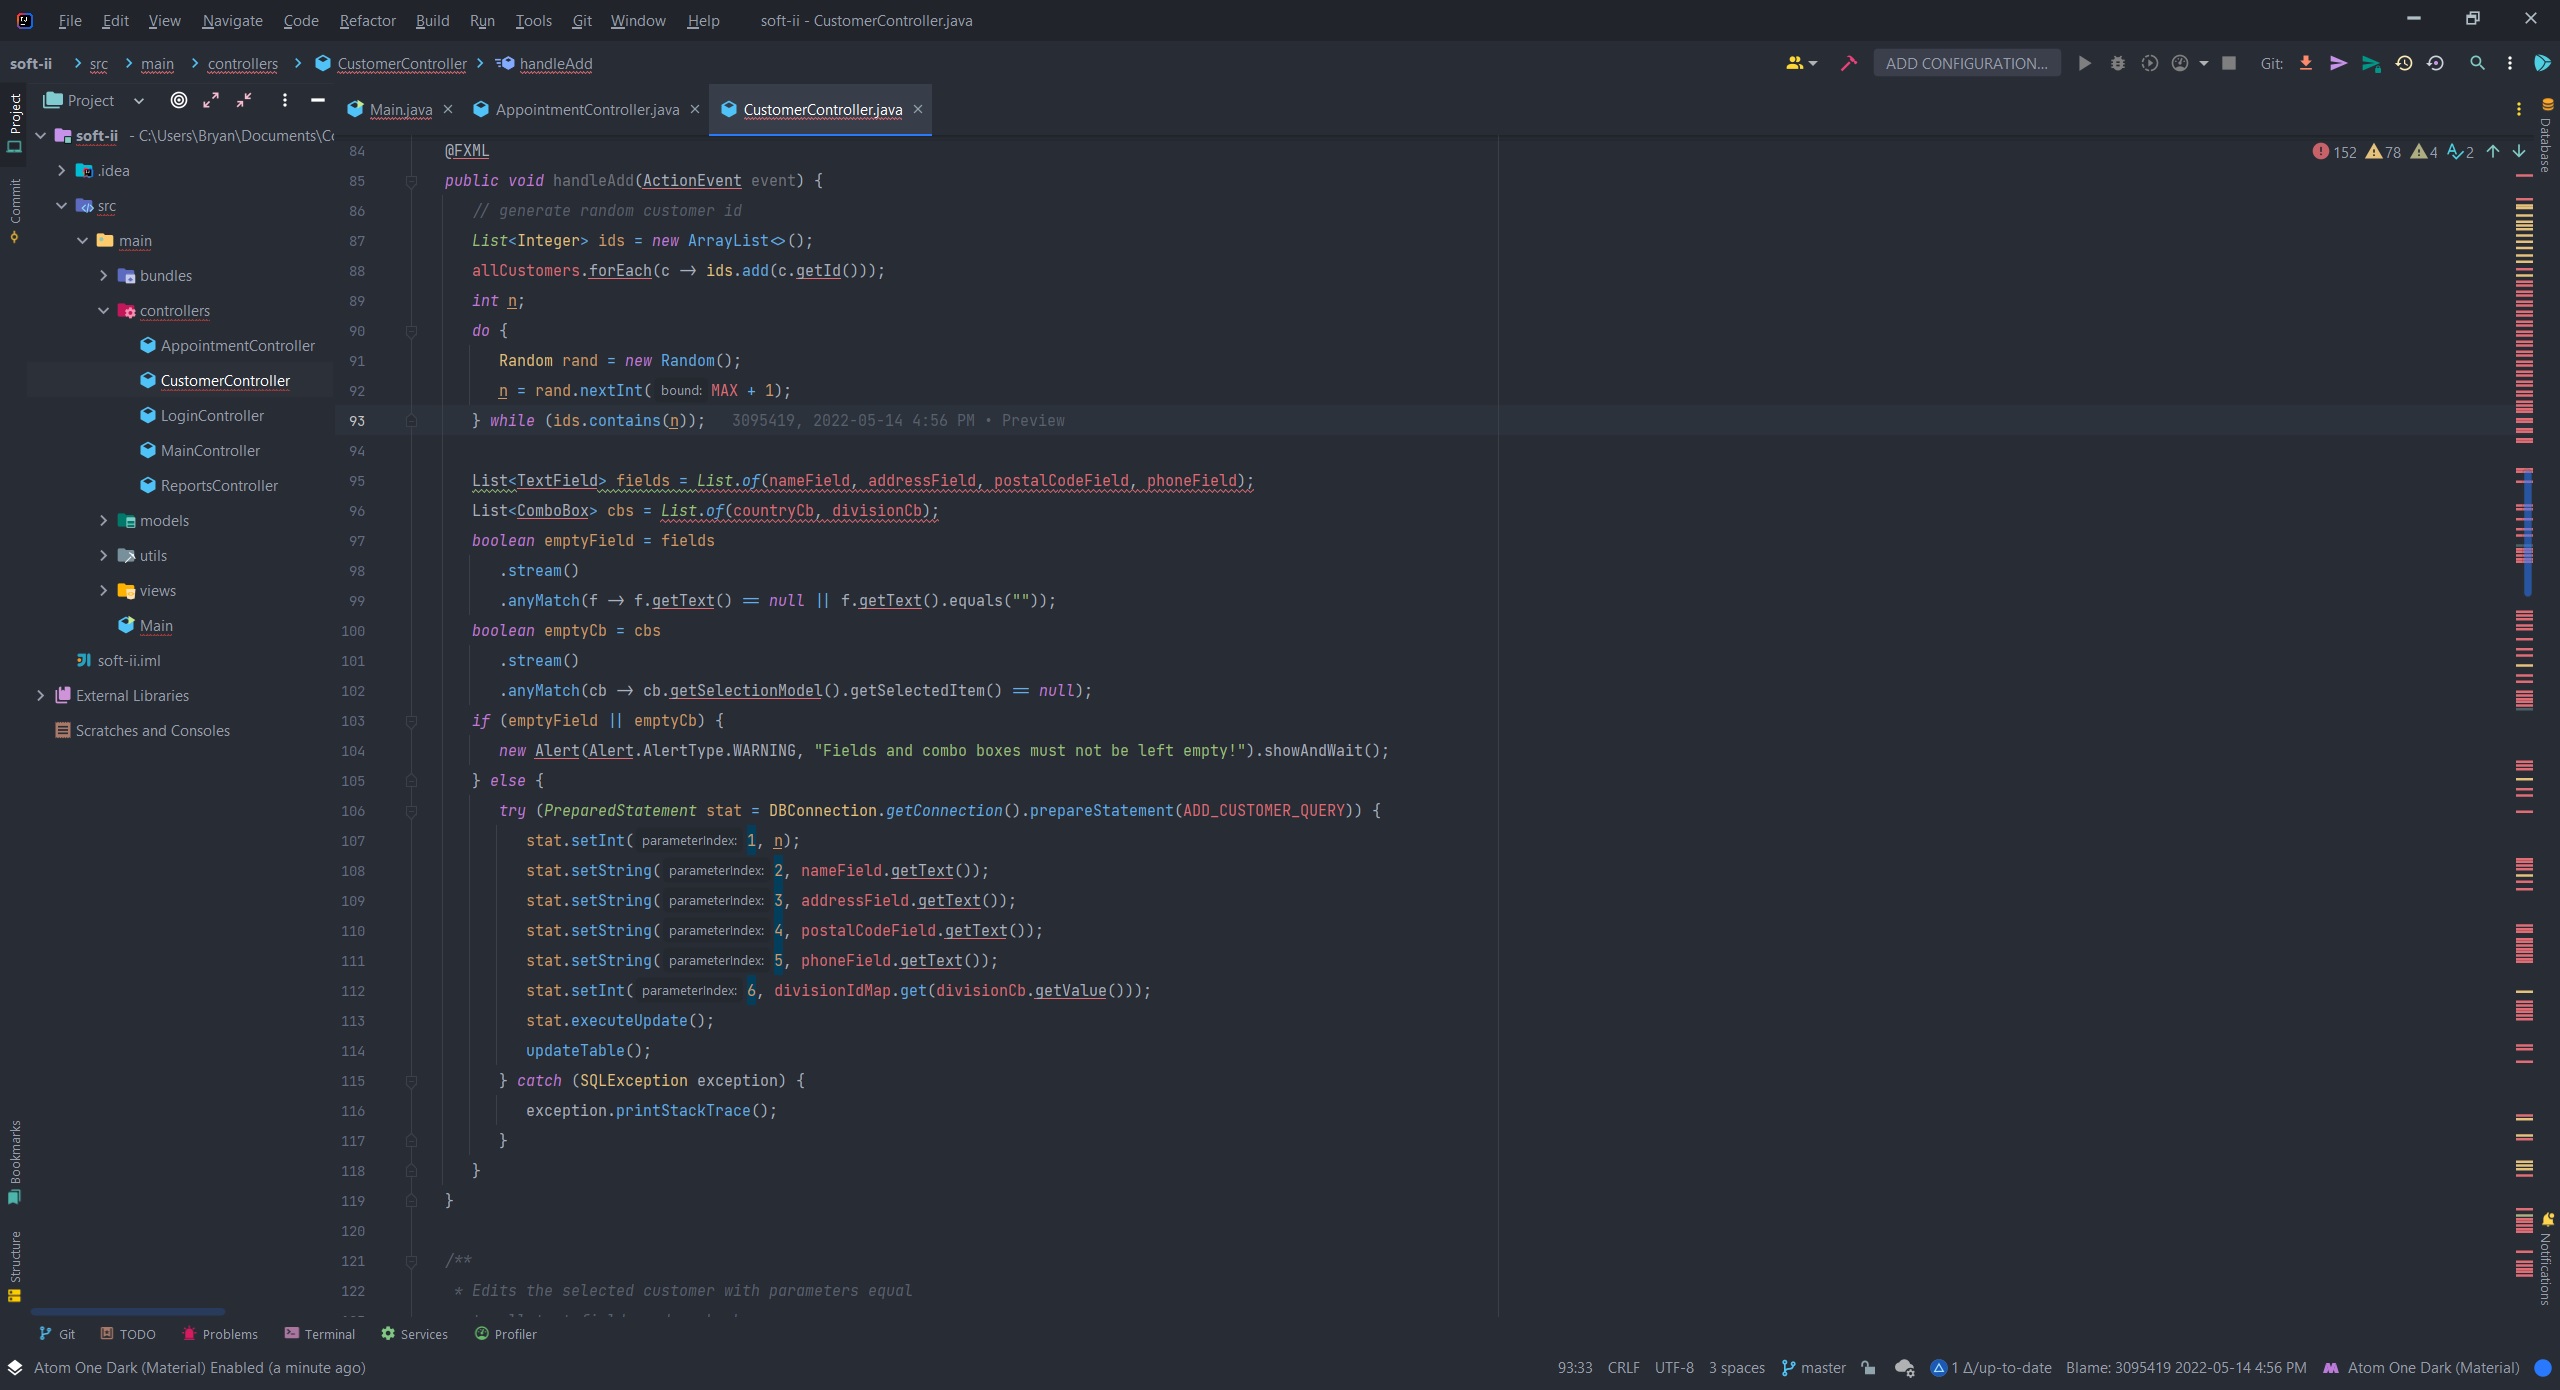 File Edit View Navigate Code Refactor Build Run Tools Git Window Help soft-ii - CustomerController.java
soft-ii src main controllers CustomerController handleAdd ADD CONFIGURATION... Git:
Project Main.java AppointmentController.java CustomerController.java
Project
Commit
Bookmarks
Structure
soft-ii - C:\Users\Bryan\Documents\Co
.idea
src
main
bundles
controllers
AppointmentController
CustomerController
LoginController
MainController
ReportsController
models
utils
views
Main
soft-ii.iml
External Libraries
Scratches and Consoles
152 78 4 2
84 @FXML
85 public void handleAdd(ActionEvent event) {
86 // generate random customer id
87 List<Integer> ids = new ArrayList<>();
88 allCustomers.forEach(c -> ids.add(c.getId()));
89 int n;
90 do {
91 Random rand = new Random();
92 n = rand.nextInt( bound: MAX + 1);
93 } while (ids.contains(n)); 3095419, 2022-05-14 4:56 PM • Preview
94
95 List<TextField> fields = List.of(nameField, addressField, postalCodeField, phoneField);
96 List<ComboBox> cbs = List.of(countryCb, divisionCb);
97 boolean emptyField = fields
98 .stream()
99 .anyMatch(f -> f.getText() == null || f.getText().equals(""));
100 boolean emptyCb = cbs
101 .stream()
102 .anyMatch(cb -> cb.getSelectionModel().getSelectedItem() == null);
103 if (emptyField || emptyCb) {
104 new Alert(Alert.AlertType.WARNING, "Fields and combo boxes must not be left empty!").showAndWait();
105 } else {
106 try (PreparedStatement stat = DBConnection.getConnection().prepareStatement(ADD_CUSTOMER_QUERY)) {
107 stat.setInt( parameterIndex: 1, n);
108 stat.setString( parameterIndex: 2, nameField.getText());
109 stat.setString( parameterIndex: 3, addressField.getText());
110 stat.setString( parameterIndex: 4, postalCodeField.getText());
111 stat.setString( parameterIndex: 5, phoneField.getText());
112 stat.setInt( parameterIndex: 6, divisionIdMap.get(divisionCb.getValue()));
113 stat.executeUpdate();
114 updateTable();
115 } catch (SQLException exception) {
116 exception.printStackTrace();
117 }
118 }
119 }
120
121 /**
122 * Edits the selected customer with parameters equal
Database
Notifications
Git TODO Problems Terminal Services Profiler
Atom One Dark (Material) Enabled (a minute ago) 93:33 CRLF UTF-8 3 spaces master 1 Δ/up-to-date Blame: 3095419 2022-05-14 4:56 PM Atom One Dark (Material)